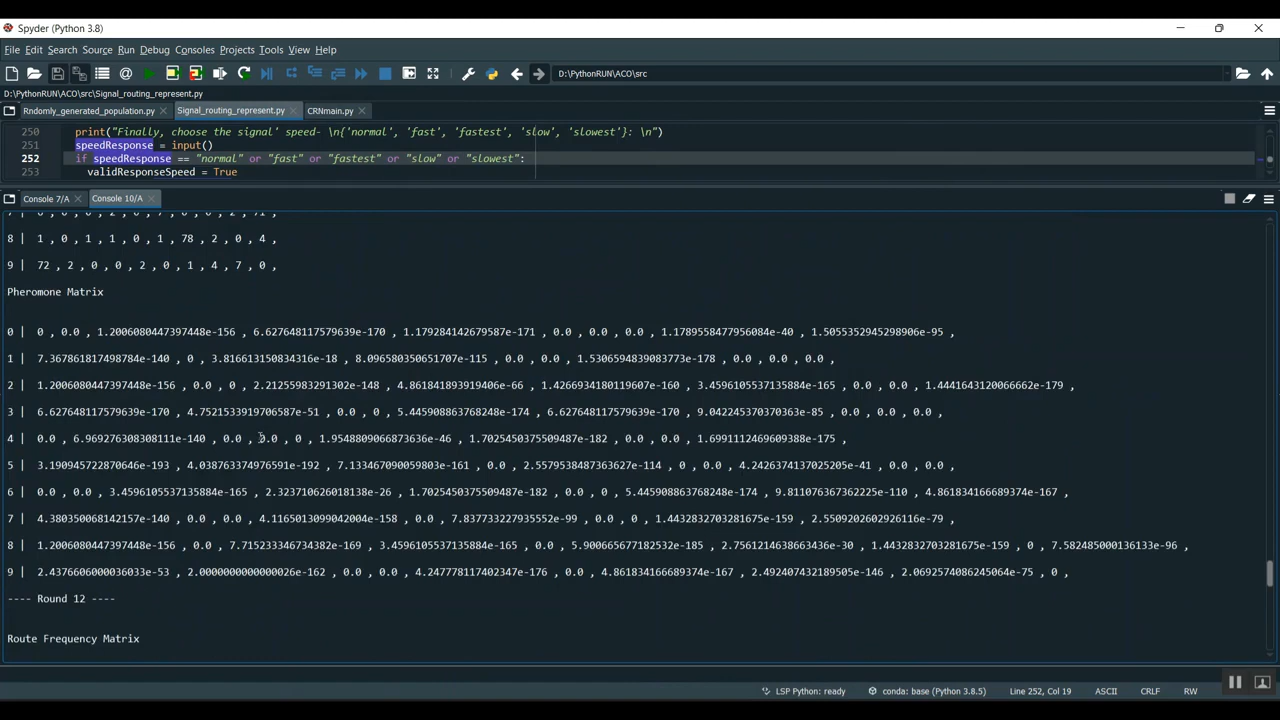 Spyder (Python 3.8)
File Edit Search Source Run Debug Consoles Projects Tools View Help
D:\PythonRUN\ACO\src
D:\PythonRUN\ACO\src\Signal_routing_represent.py
Rndomly_generated_population.py Signal_routing_represent.py CRNmain.py
250 print("Finally, choose the signal' speed- \n{'normal', 'fast', 'fastest', 'slow', 'slowest'}: \n")
251 speedResponse = input()
252 if speedResponse == "normal" or "fast" or "fastest" or "slow" or "slowest":
253 validResponseSpeed = True
Console 7/A Console 10/A
7 | 0 , 0 , 0 , 2 , 0 , 7 , 0 , 0 , 2 , 71 ,
8 | 1 , 0 , 1 , 1 , 0 , 1 , 78 , 2 , 0 , 4 ,
9 | 72 , 2 , 0 , 0 , 2 , 0 , 1 , 4 , 7 , 0 ,
Pheromone Matrix
0 | 0 , 0.0 , 1.2006080447397448e-156 , 6.627648117579639e-170 , 1.179284142679587e-171 , 0.0 , 0.0 , 0.0 , 1.1789558477956084e-40 , 1.5055352945298906e-95 ,
1 | 7.367861817498784e-140 , 0 , 3.816613150834316e-18 , 8.096580350651707e-115 , 0.0 , 0.0 , 1.5306594839083773e-178 , 0.0 , 0.0 , 0.0 ,
2 | 1.2006080447397448e-156 , 0.0 , 0 , 2.21255983291302e-148 , 4.861841893919406e-66 , 1.4266934180119607e-160 , 3.4596105537135884e-165 , 0.0 , 0.0 , 1.4441643120066662e-179 ,
3 | 6.627648117579639e-170 , 4.7521533919706587e-51 , 0.0 , 0 , 5.445908863768248e-174 , 6.627648117579639e-170 , 9.042245370370363e-85 , 0.0 , 0.0 , 0.0 ,
4 | 0.0 , 6.969276308308111e-140 , 0.0 , 0.0 , 0 , 1.9548809066873636e-46 , 1.7025450375509487e-182 , 0.0 , 0.0 , 1.6991112469609388e-175 ,
5 | 3.190945722870646e-193 , 4.038763374976591e-192 , 7.133467090059803e-161 , 0.0 , 2.5579538487363627e-114 , 0 , 0.0 , 4.2426374137025205e-41 , 0.0 , 0.0 ,
6 | 0.0 , 0.0 , 3.4596105537135884e-165 , 2.323710626018138e-26 , 1.7025450375509487e-182 , 0.0 , 0 , 5.445908863768248e-174 , 9.811076367362225e-110 , 4.861834166689374e-167 ,
7 | 4.380350068142157e-140 , 0.0 , 0.0 , 4.1165013099042004e-158 , 0.0 , 7.837733227935552e-99 , 0.0 , 0 , 1.4432832703281675e-159 , 2.5509202602926116e-79 ,
8 | 1.2006080447397448e-156 , 0.0 , 7.715233346734382e-169 , 3.4596105537135884e-165 , 0.0 , 5.900665677182532e-185 , 2.7561214638663436e-30 , 1.4432832703281675e-159 , 0 , 7.582485000136133e-96 ,
9 | 2.4376606000036033e-53 , 2.0000000000000026e-162 , 0.0 , 0.0 , 4.247778117402347e-176 , 0.0 , 4.861834166689374e-167 , 2.492407432189505e-146 , 2.0692574086245064e-75 , 0 ,
---- Round 12 ----
Route Frequency Matrix
LSP Python: ready conda: base (Python 3.8.5) Line 252, Col 19 ASCII CRLF RW